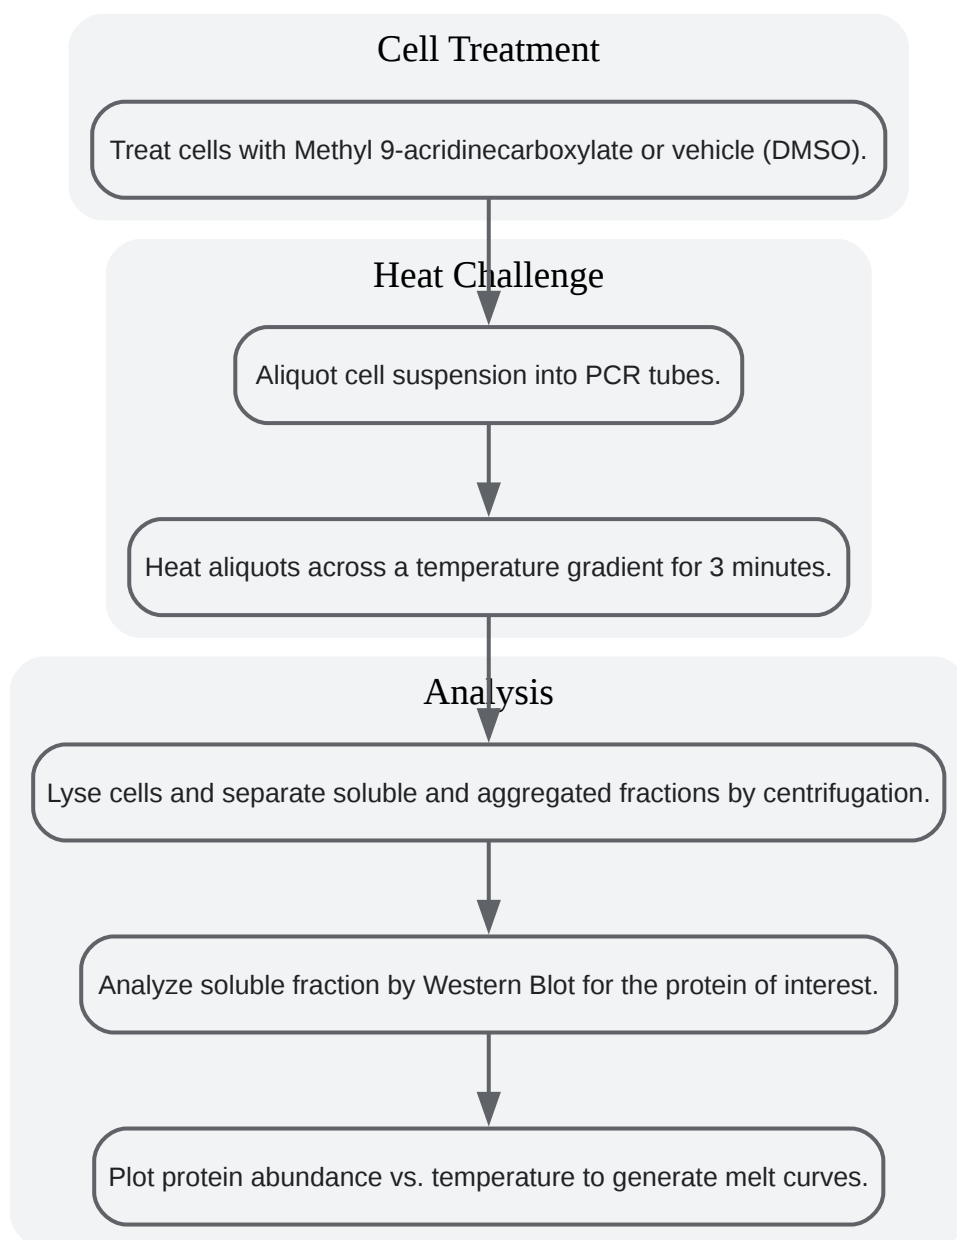 Cell Treatment
Treat cells with Methyl 9-acridinecarboxylate or vehicle (DMSO).
Heat Challenge
Aliquot cell suspension into PCR tubes.
Heat aliquots across a temperature gradient for 3 minutes.
Analysis
Lyse cells and separate soluble and aggregated fractions by centrifugation.
Analyze soluble fraction by Western Blot for the protein of interest.
Plot protein abundance vs. temperature to generate melt curves.